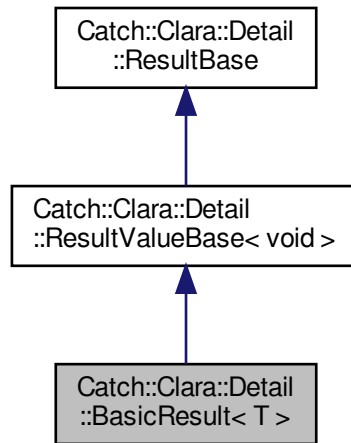 Catch::Clara::Detail
::ResultBase
Catch::Clara::Detail
::ResultValueBase< void >
Catch::Clara::Detail
::BasicResult< T >